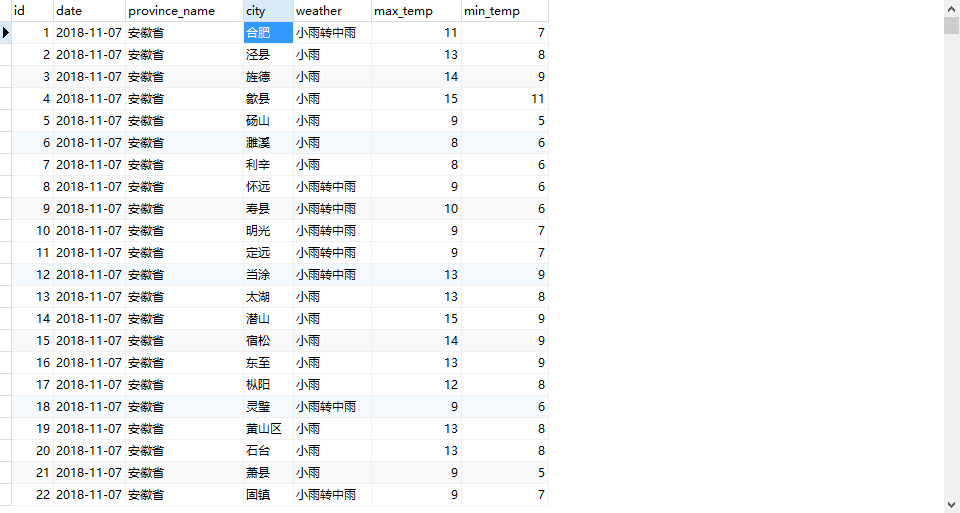 id date province_name city weather max_temp min_temp
1 2018-11-07 安徽省 合肥 小雨转中雨 11 7
2 2018-11-07 安徽省 泾县 小雨 13 8
3 2018-11-07 安徽省 旌德 小雨 14 9
4 2018-11-07 安徽省 歙县 小雨 15 11
5 2018-11-07 安徽省 砀山 小雨 9 5
6 2018-11-07 安徽省 濉溪 小雨 8 6
7 2018-11-07 安徽省 利辛 小雨 8 6
8 2018-11-07 安徽省 怀远 小雨转中雨 9 6
9 2018-11-07 安徽省 寿县 小雨转中雨 10 6
10 2018-11-07 安徽省 明光 小雨转中雨 9 7
11 2018-11-07 安徽省 定远 小雨转中雨 9 7
12 2018-11-07 安徽省 当涂 小雨转中雨 13 9
13 2018-11-07 安徽省 太湖 小雨 13 8
14 2018-11-07 安徽省 潜山 小雨 15 9
15 2018-11-07 安徽省 宿松 小雨 14 9
16 2018-11-07 安徽省 东至 小雨 13 9
17 2018-11-07 安徽省 枞阳 小雨 12 8
18 2018-11-07 安徽省 灵璧 小雨转中雨 9 6
19 2018-11-07 安徽省 黄山区 小雨 13 8
20 2018-11-07 安徽省 石台 小雨 13 8
21 2018-11-07 安徽省 萧县 小雨 9 5
22 2018-11-07 安徽省 固镇 小雨转中雨 9 7